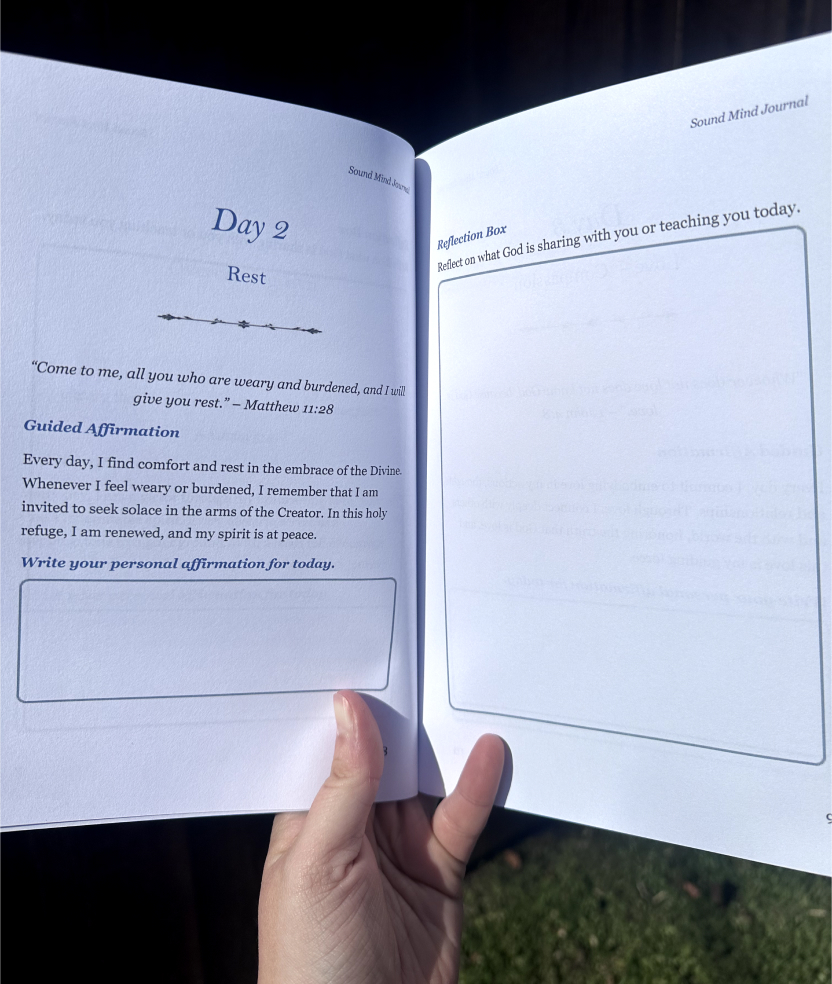 Sound Mind Journal
Day 2
Rest
“Come to me, all you who are weary and burdened, and I will
give you rest.” – Matthew 11:28
Guided Affirmation
Every day, I find comfort and rest in the embrace of the Divine.
Whenever I feel weary or burdened, I remember that I am
invited to seek solace in the arms of the Creator. In this holy
refuge, I am renewed, and my spirit is at peace.
Write your personal affirmation for today.
Sound Mind Journal
Reflection Box
Reflect on what God is sharing with you or teaching you today.